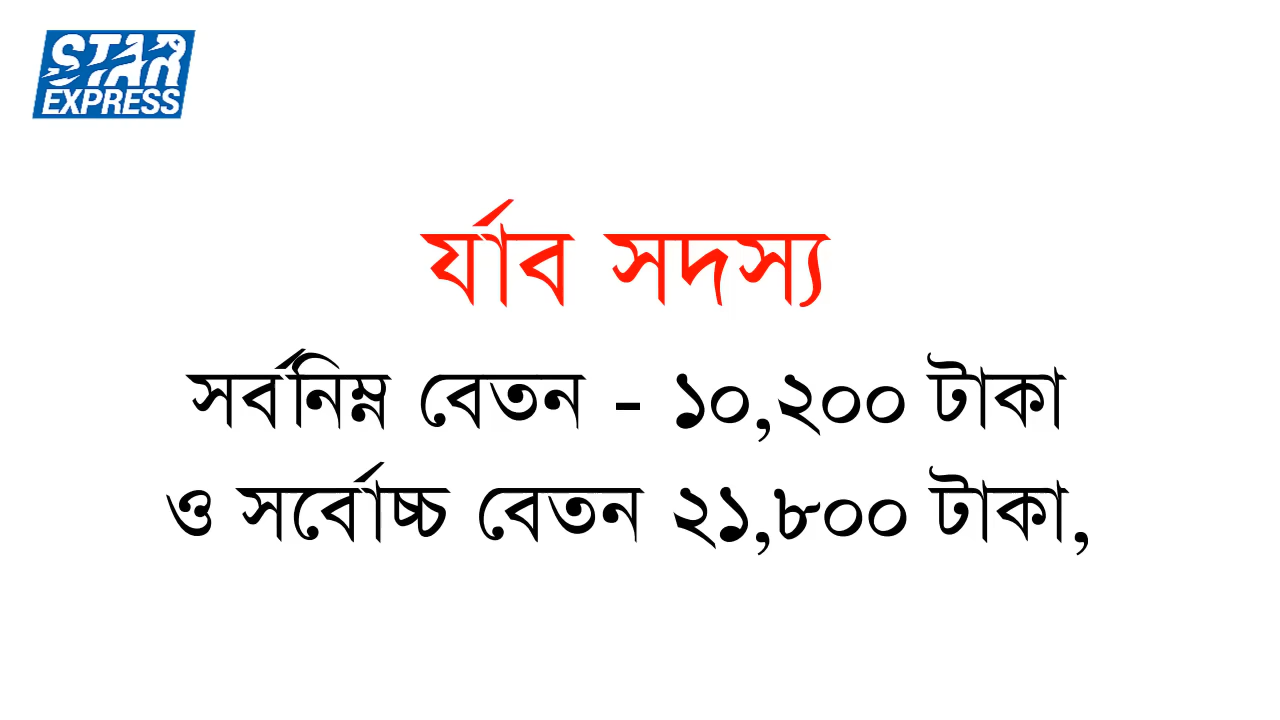 STAR
EXPRESS
র্যাব সদস্য
সর্বনিম্ন বেতন - ১০,২০০ টাকা
ও সর্বোচ্চ বেতন ২১,৮০০ টাকা,